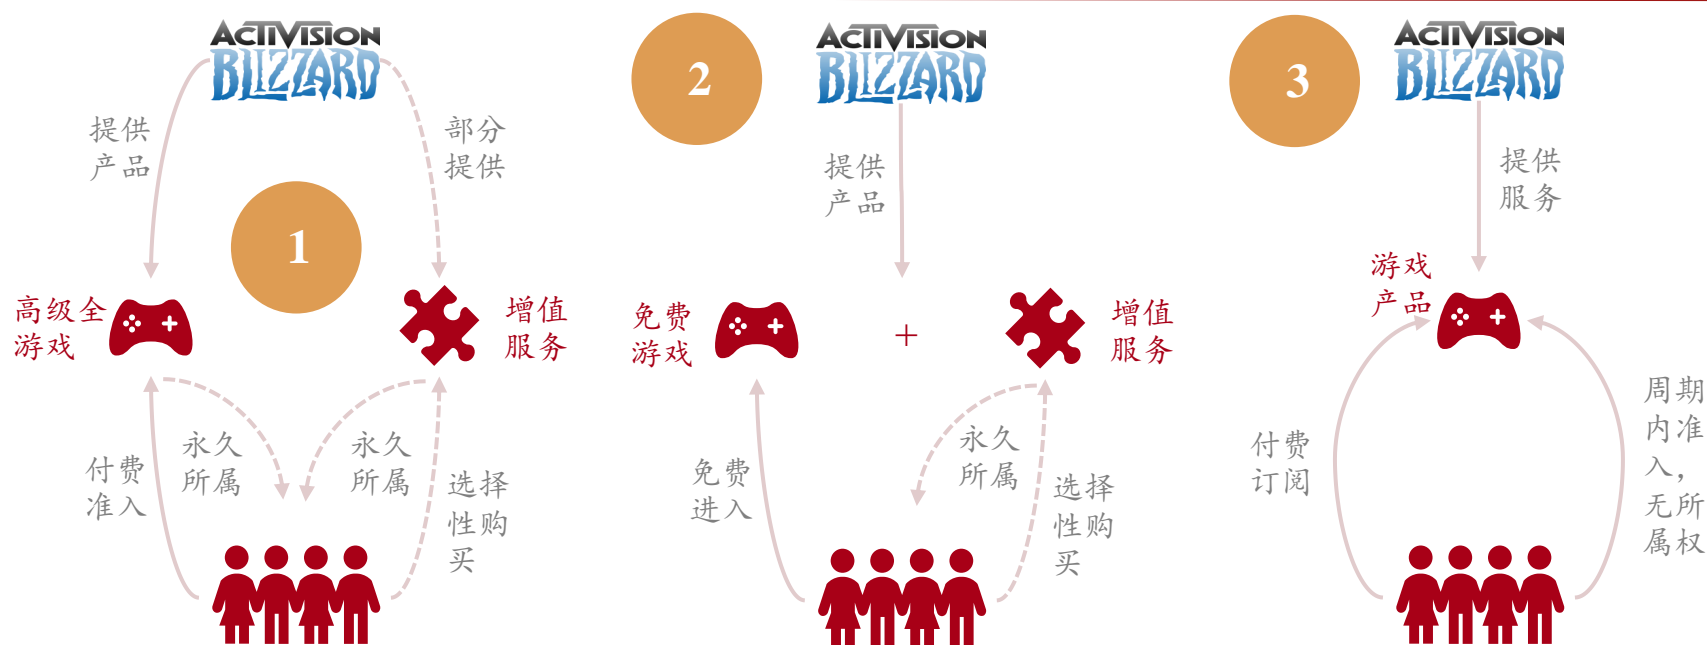 ACTIVISION
BLIZZARD
提供
产品
部分
提供
1
高级全
游戏
增值
服务
永久
所属
永久
所属
付费
准入
选择
性购
买
2
ACTIVISION
BLIZZARD
提供
产品
免费
游戏
+
增值
服务
永久
所属
免费
进入
选择
性购
买
3
ACTIVISION
BLIZZARD
提供
服务
游戏
产品
付费
订阅
周期
内准
入，
无所
属权